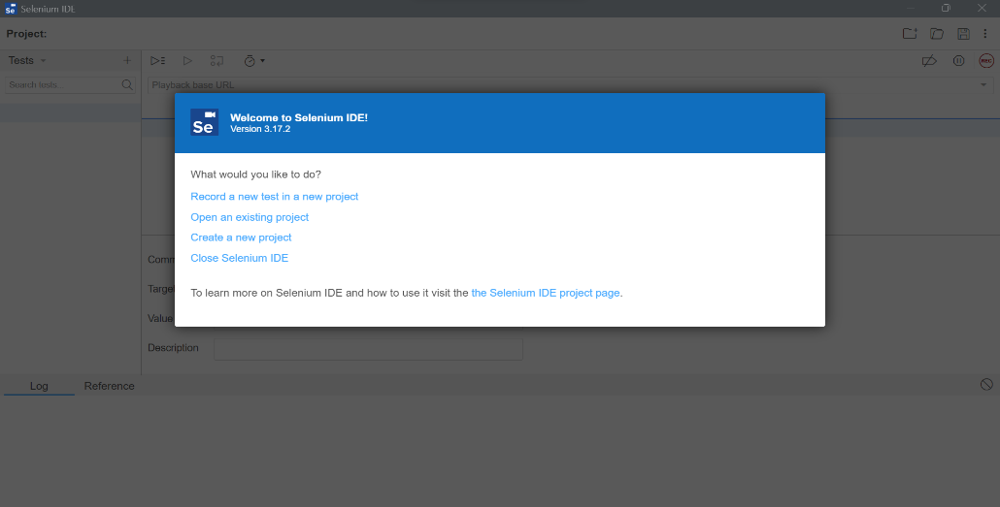 Se Selenium IDE
Project:
Tests
Search tests...
Playback base URL
REC
Se
Welcome to Selenium IDE!
Version 3.17.2
What would you like to do?
Record a new test in a new project
Open an existing project
Create a new project
Close Selenium IDE
To learn more on Selenium IDE and how to use it visit the the Selenium IDE project page.
Comm
Target
Value
Description
Log
Reference